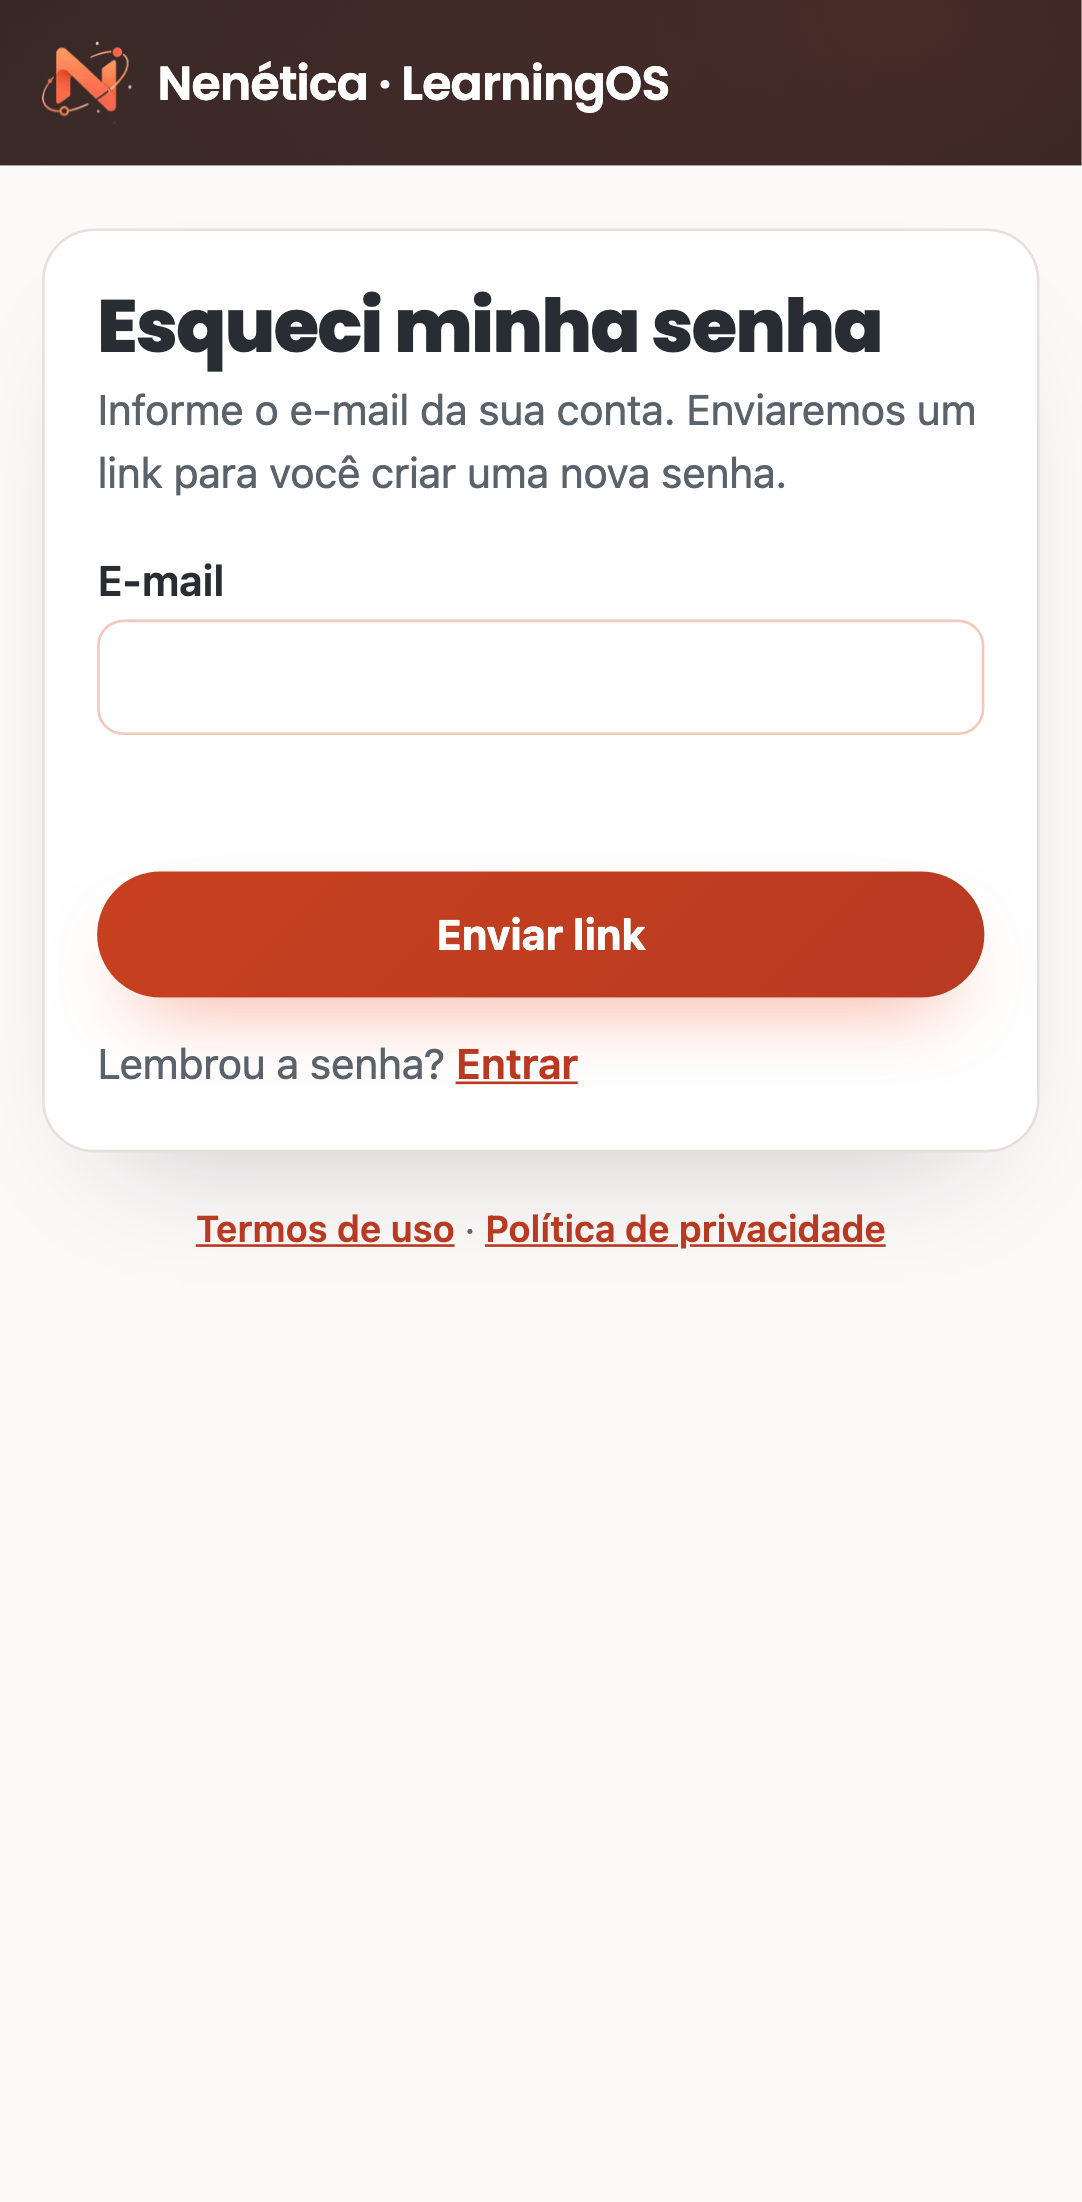 Nenética · LearningOS
Esqueci minha senha
Informe o e-mail da sua conta. Enviaremos um
link para você criar uma nova senha.
E-mail
Enviar link
Lembrou a senha? Entrar
Termos de uso · Política de privacidade